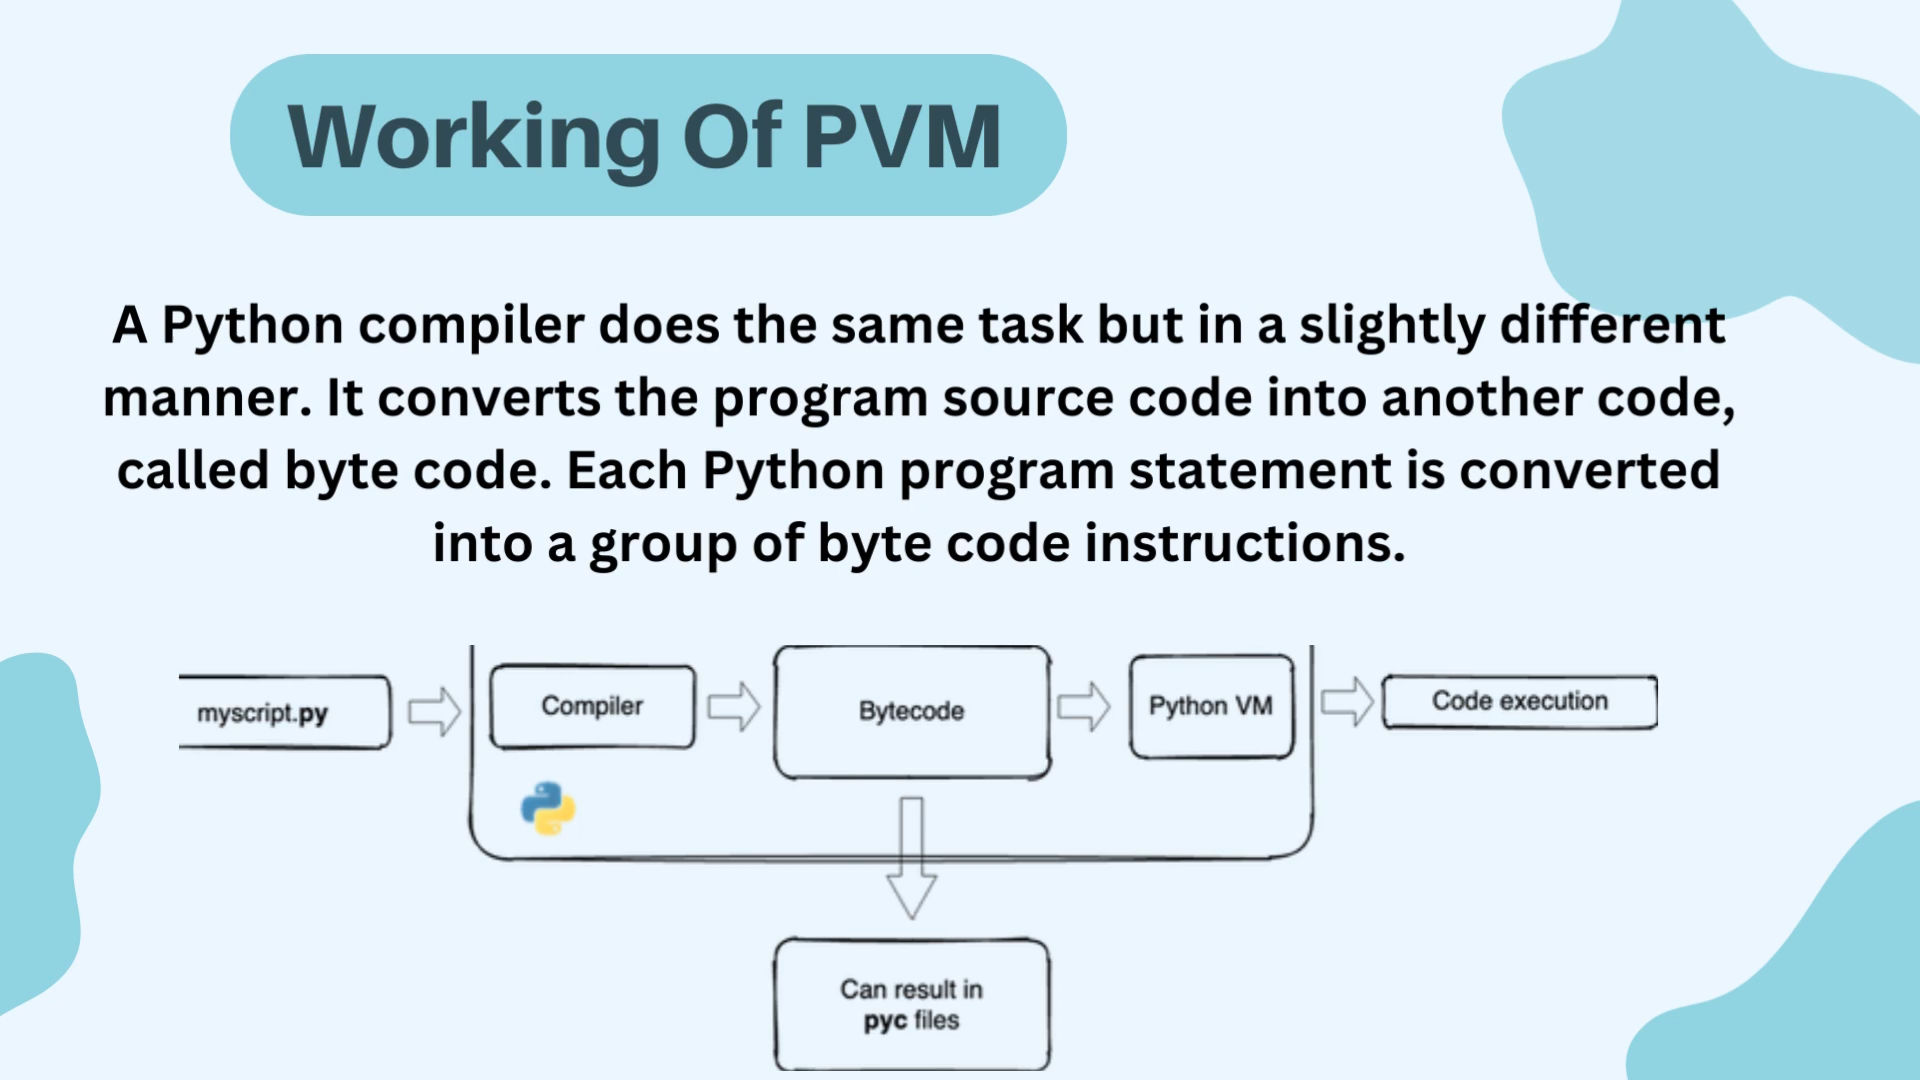 Working Of PVM
A Python compiler does the same task but in a slightly different
manner. It converts the program source code into another code,
called byte code. Each Python program statement is converted
into a group of byte code instructions.
myscript.py
Compiler
Bytecode
Python VM
Code execution
Can result in
pyc files